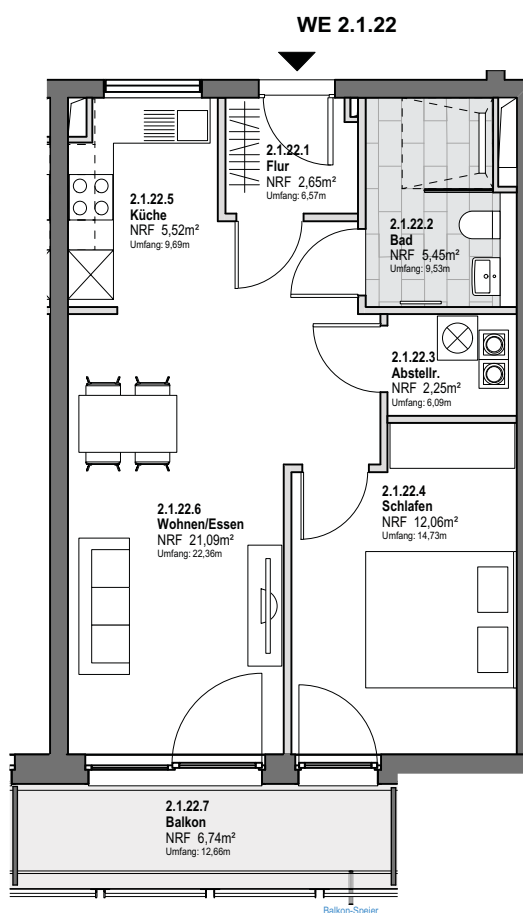 WE 2.1.22
2.1.22.1
Flur
NRF 2,65m²
Umfang: 6,57m
2.1.22.5
Küche
NRF 5,52m²
Umfang: 9,69m
2.1.22.2
Bad
NRF 5,45m²
Umfang: 9,53m
2.1.22.3
Abstellr.
NRF 2,25m²
Umfang: 6,09m
2.1.22.4
Schlafen
NRF 12,06m²
Umfang: 14,73m
2.1.22.6
Wohnen/Essen
NRF 21,09m²
Umfang: 22,36m
2.1.22.7
Balkon
NRF 6,74m²
Umfang: 12,66m
Balkon-Speier